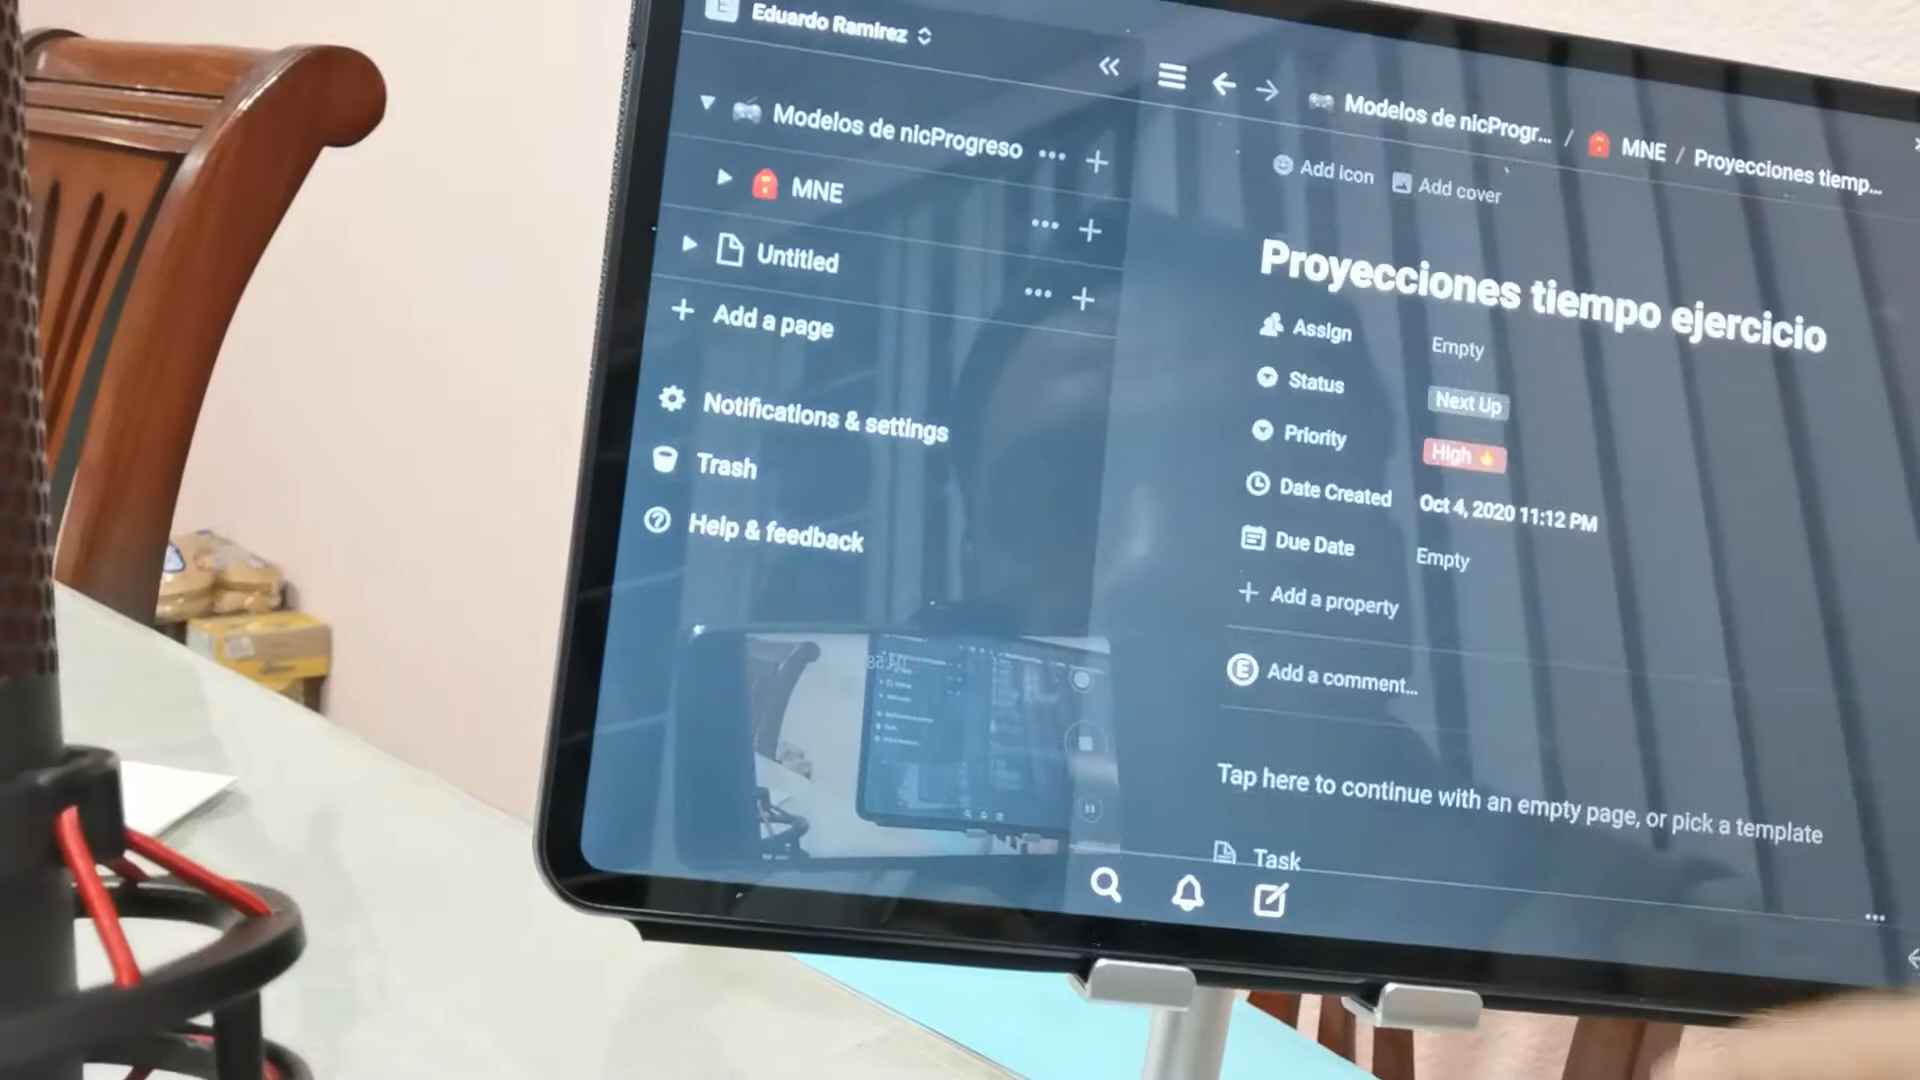 E Eduardo Ramirez
Modelos de nicProgreso
MNE
Untitled
Add a page
Notifications & settings
Trash
Help & feedback
Modelos de nicProgr... / MNE / Proyecciones tiemp...
Add icon Add cover
Proyecciones tiempo ejercicio
Assign Empty
Status Next Up
Priority High 🔥
Date Created Oct 4, 2020 11:12 PM
Due Date Empty
Add a property
E Add a comment...
Tap here to continue with an empty page, or pick a template
Task